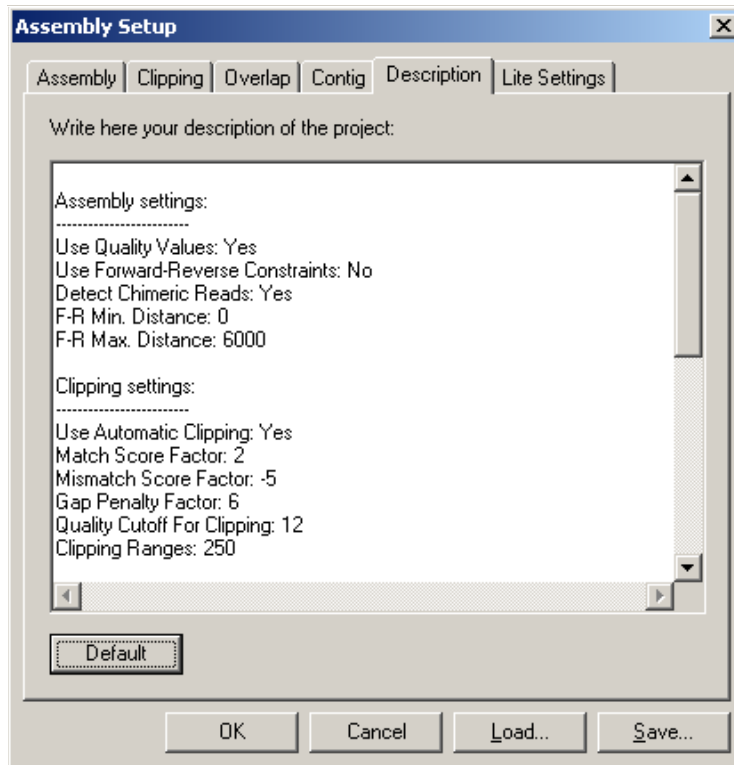 Assembly Setup
Assembly Clipping Overlap Contig Description Lite Settings
Write here your description of the project:
Assembly settings:
-------------------------
Use Quality Values: Yes
Use Forward-Reverse Constraints: No
Detect Chimeric Reads: Yes
F-R Min. Distance: 0
F-R Max. Distance: 6000
Clipping settings:
-------------------------
Use Automatic Clipping: Yes
Match Score Factor: 2
Mismatch Score Factor: -5
Gap Penalty Factor: 6
Quality Cutoff For Clipping: 12
Clipping Ranges: 250
Default
OK Cancel Load... Save...